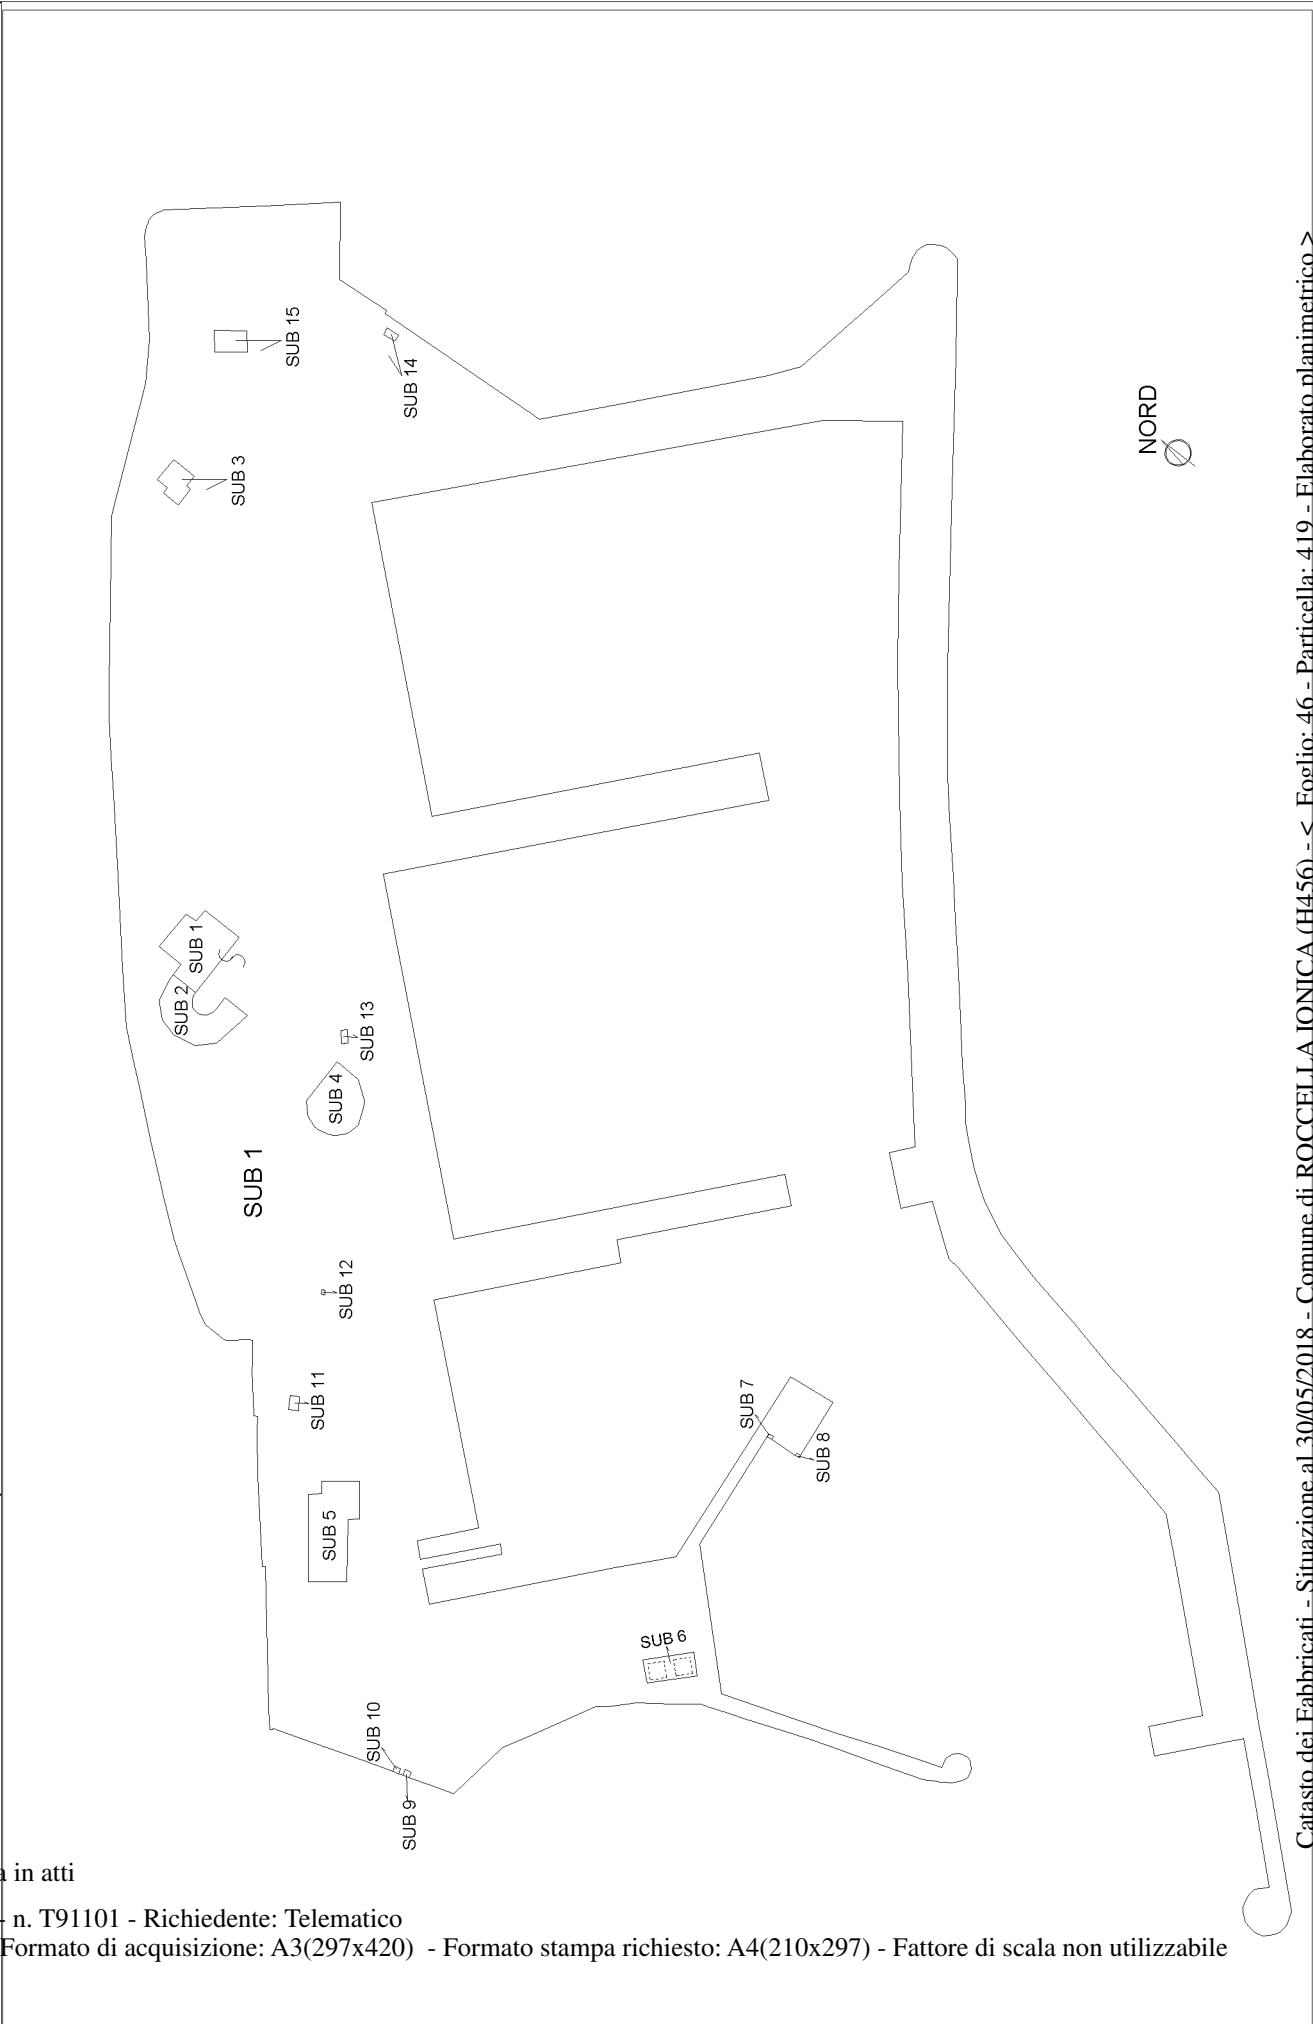 SUB 15
SUB 14
SUB 3
NORD
SUB 1
SUB 2
SUB 13
SUB 4
SUB 1
SUB 12
SUB 11
SUB 7
SUB 8
SUB 5
SUB 6
SUB 10
SUB 9
Catasto dei Fabbricati - Situazione al 30/05/2018 - Comune di ROCCELLA IONICA (H456) - < Foglio: 46 - Particella: 419 - Elaborato planimetrico >
in atti
- n. T91101 - Richiedente: Telematico
Formato di acquisizione: A3(297x420) - Formato stampa richiesto: A4(210x297) - Fattore di scala non utilizzabile